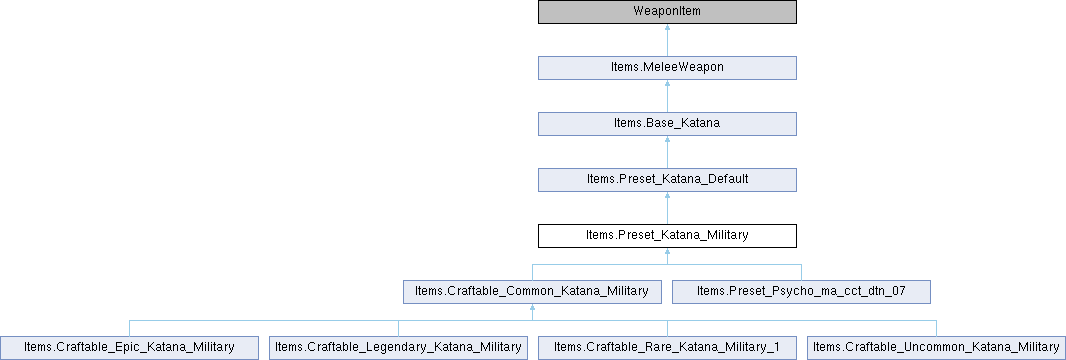 WeaponItem
Items.MeleeWeapon
Items.Base_Katana
Items.Preset_Katana_Default
Items.Preset_Katana_Military
Items.Craftable_Common_Katana_Military
Items.Preset_Psycho_ma_cct_dtn_07
Items.Craftable_Epic_Katana_Military
Items.Craftable_Legendary_Katana_Military
Items.Craftable_Rare_Katana_Military_1
Items.Craftable_Uncommon_Katana_Military